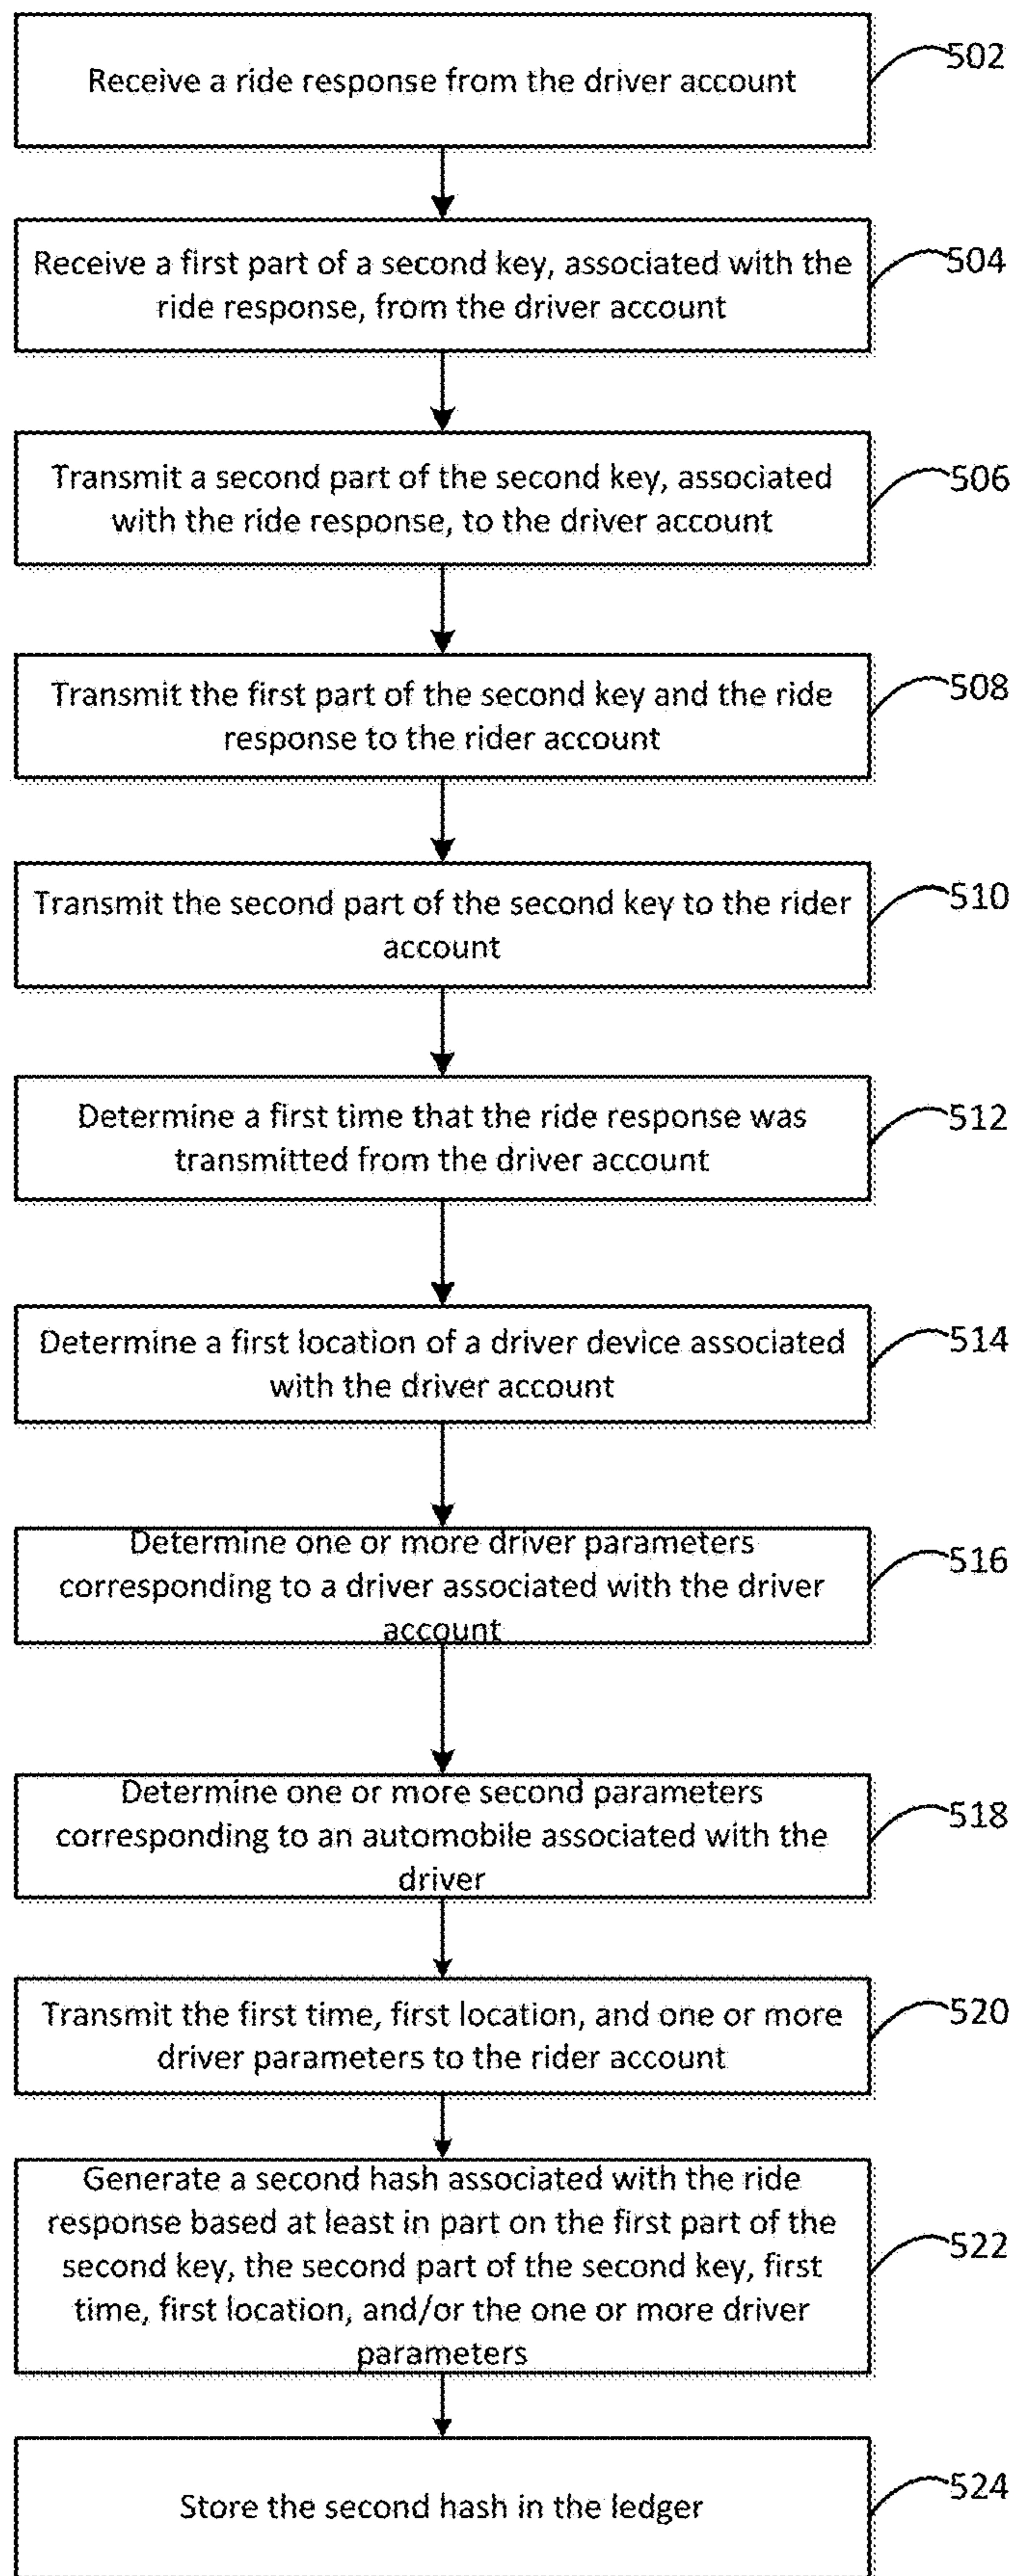 Receive a ride response from the driver account
502
Receive a first part of a second key, associated with the
ride response, from the driver account
504
Transmit a second part of the second key, associated
with the ride response, to the driver account
506
Transmit the first part of the second key and the ride
response to the rider account
508
Transmit the second part of the second key to the rider
account
510
Determine a first time that the ride response was
transmitted from the driver account
512
Determine a first location of a driver device associated
with the driver account
514
Determine one or more driver parameters
corresponding to a driver associated with the driver
account
516
Determine one or more second parameters
corresponding to an automobile associated with the
driver
518
Transmit the first time, first location, and one or more
driver parameters to the rider account
520
Generate a second hash associated with the ride
response based at least in part on the first part of the
second key, the second part of the second key, first
time, first location, and/or the one or more driver
parameters
522
Store the second hash in the ledger
524